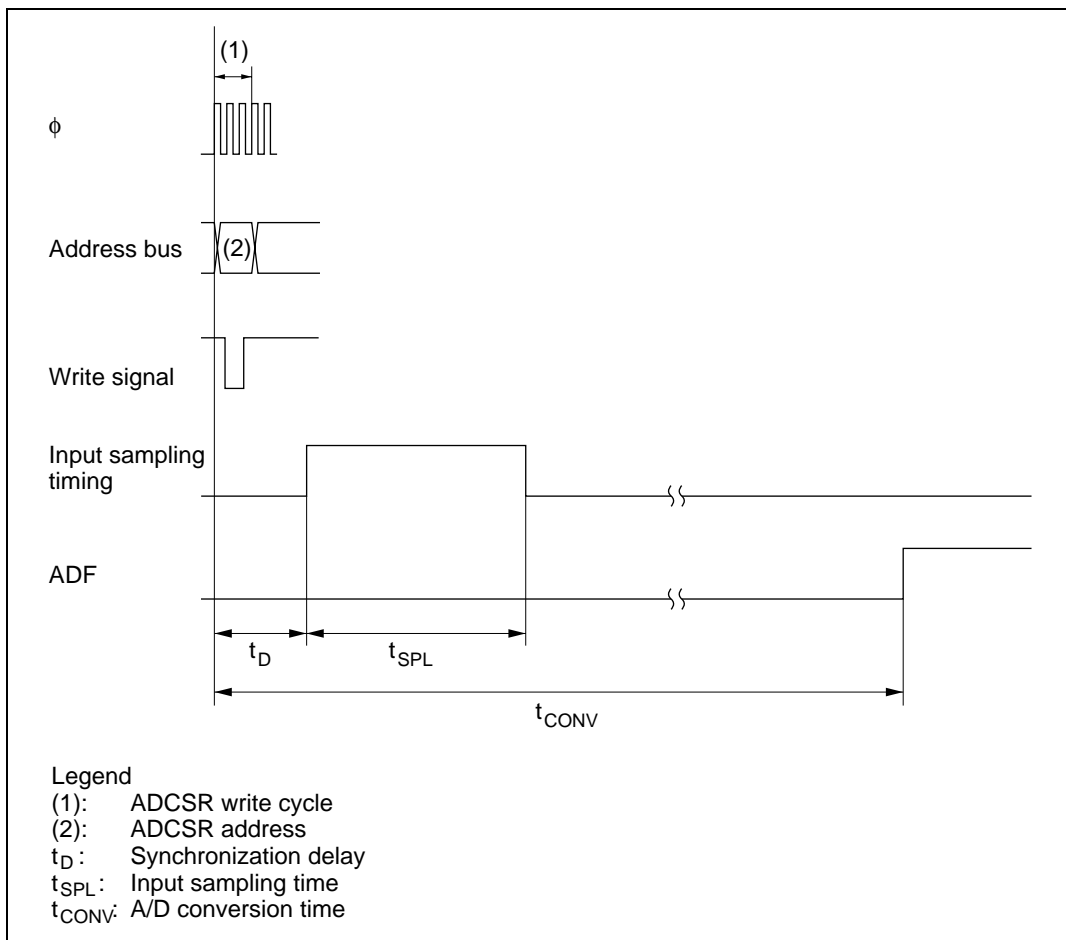 (1)
ϕ
Address bus
(2)
Write signal
Input sampling
timing
ADF
tD
tSPL
tCONV
Legend
(1): ADCSR write cycle
(2): ADCSR address
tD : Synchronization delay
tSPL : Input sampling time
tCONV: A/D conversion time